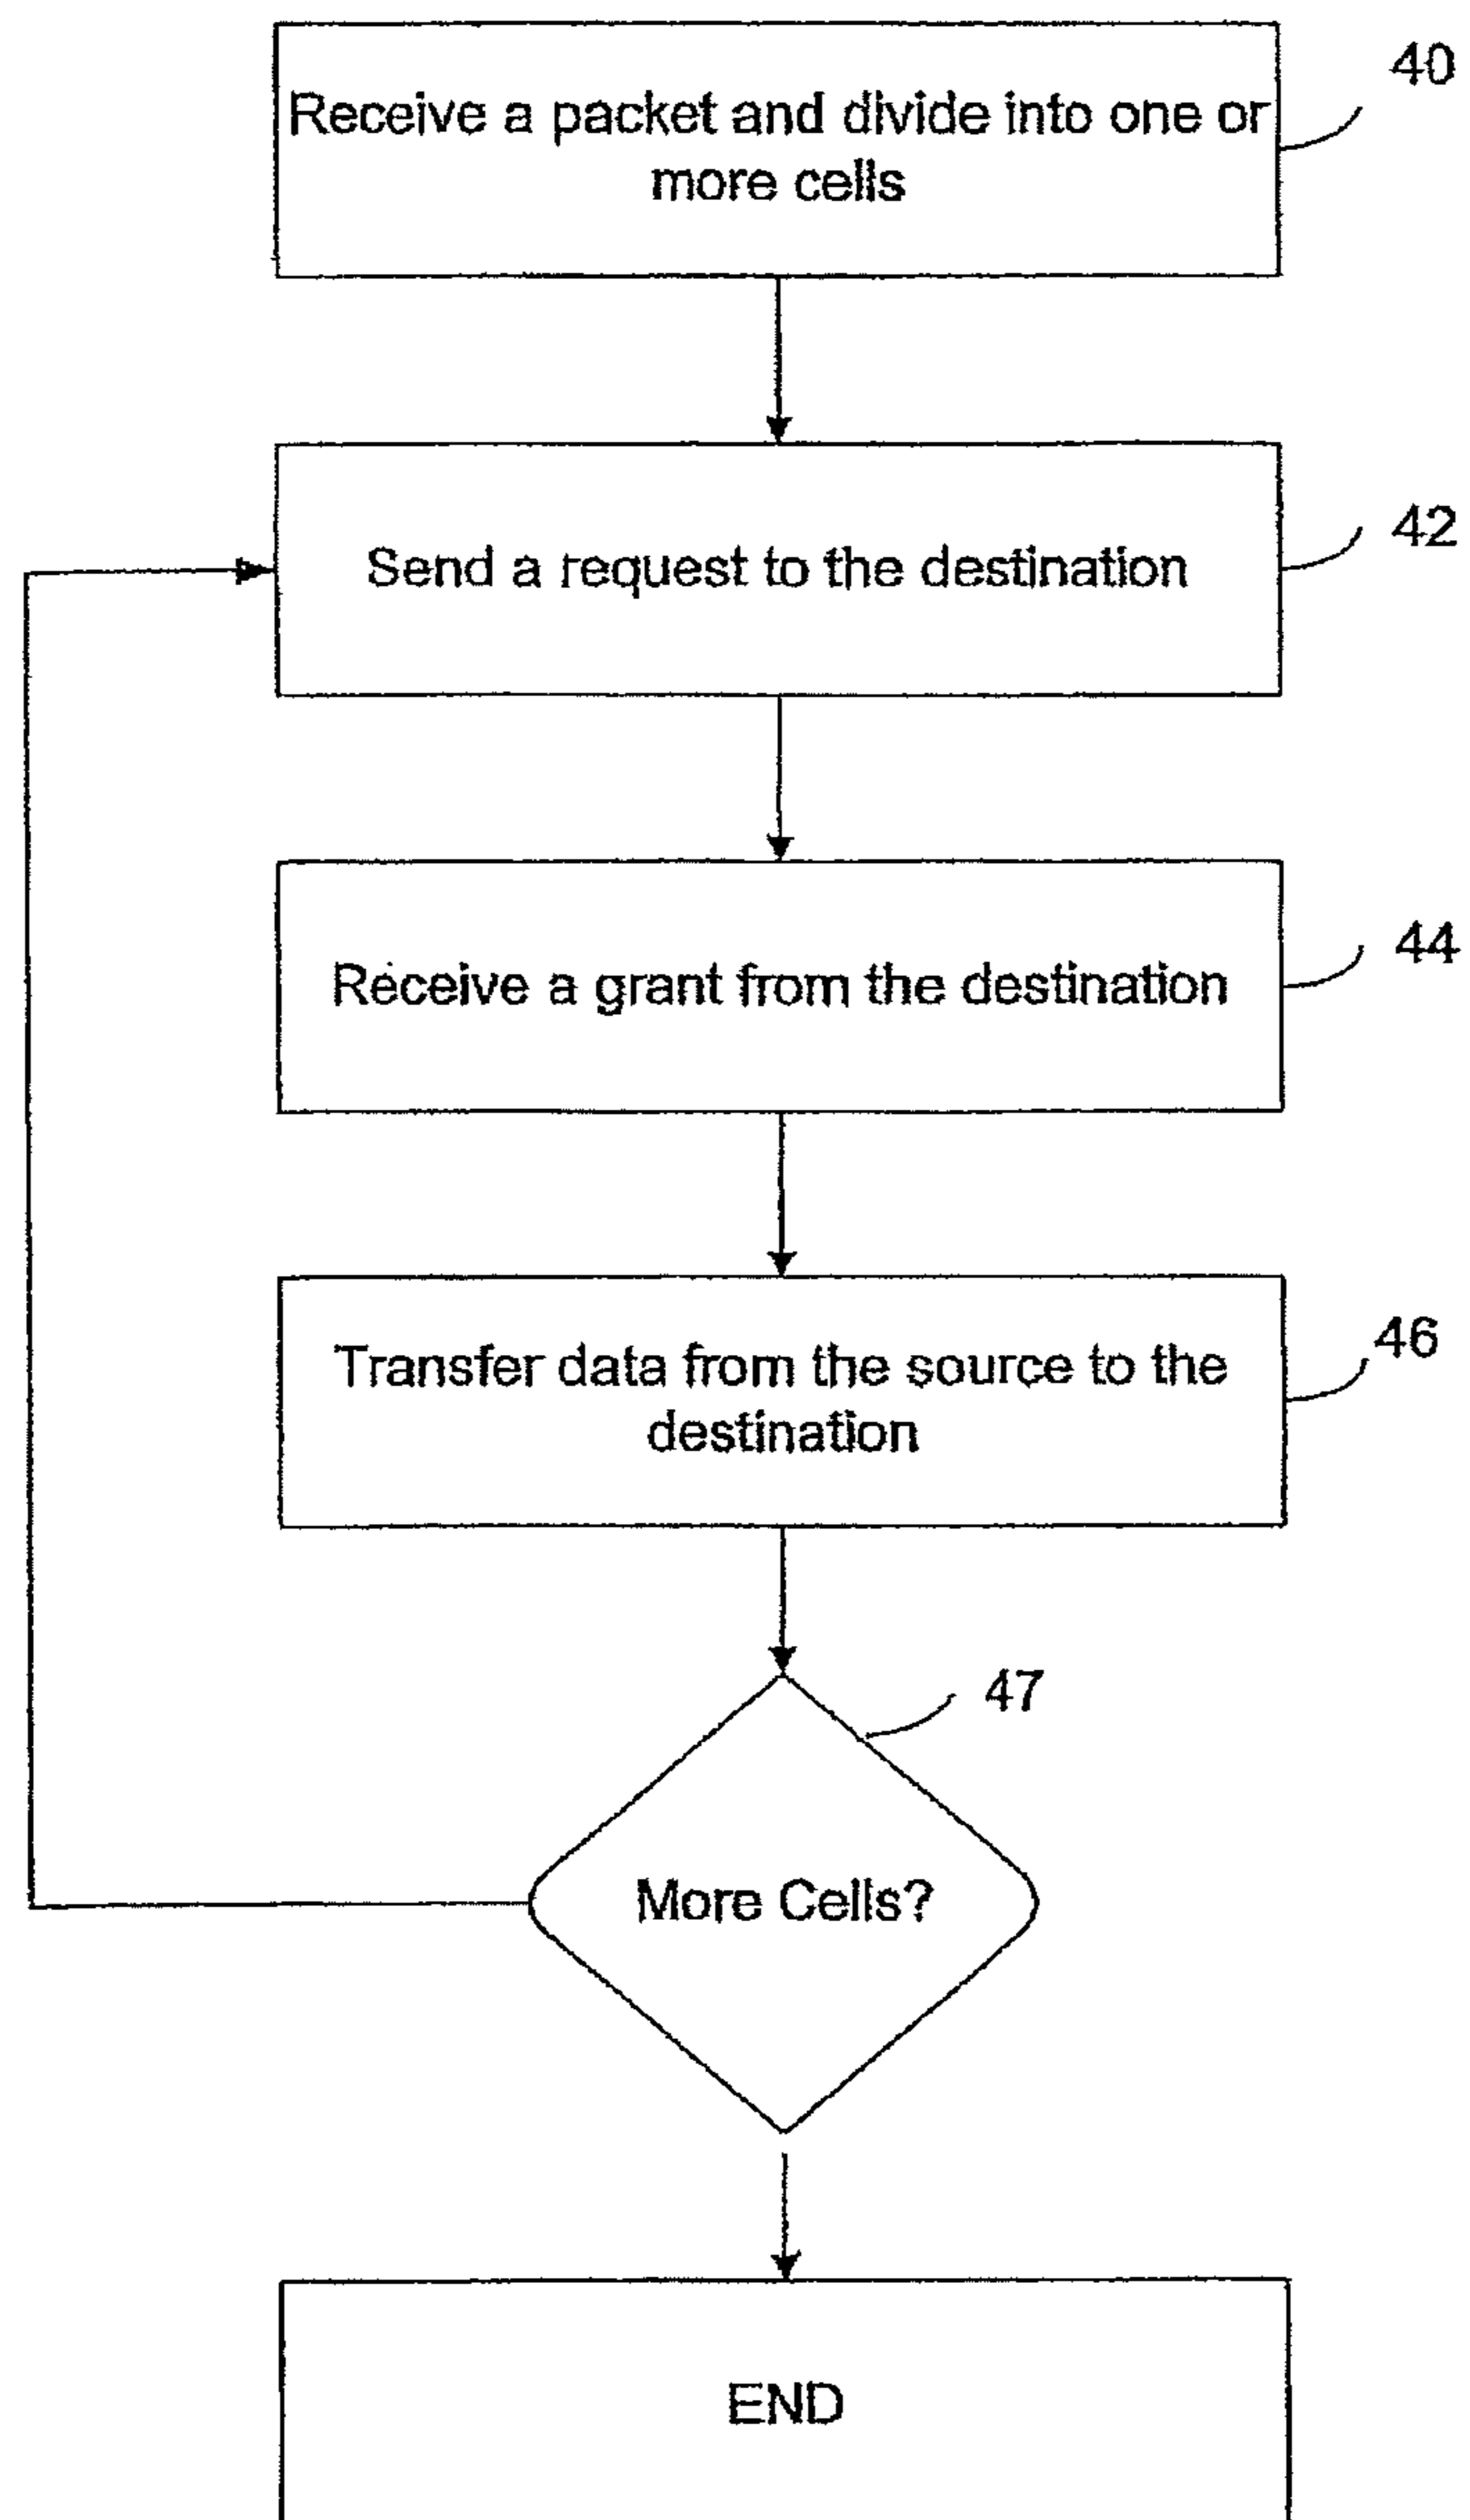 40
Receive a packet and divide into one or
more cells
42
Send a request to the destination
44
Receive a grant from the destination
46
Transfer data from the source to the
destination
47
More Cells?
END